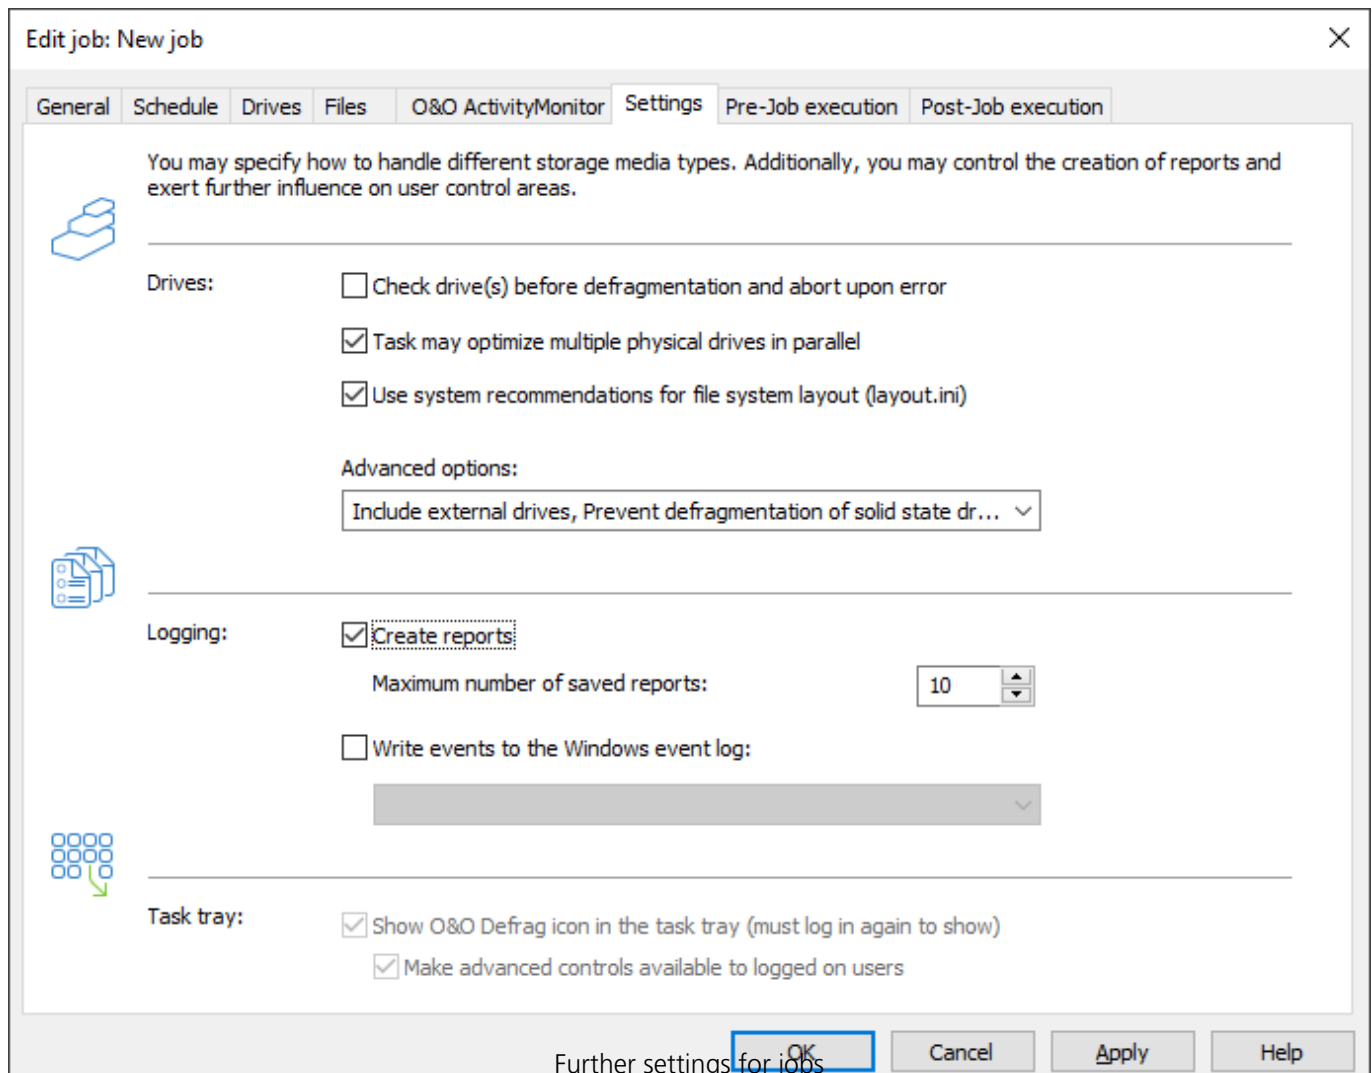 Edit job: New job
General Schedule Drives Files O&O ActivityMonitor Settings Pre-Job execution Post-Job execution
You may specify how to handle different storage media types. Additionally, you may control the creation of reports and
exert further influence on user control areas.
Drives:
Check drive(s) before defragmentation and abort upon error
Task may optimize multiple physical drives in parallel
Use system recommendations for file system layout (layout.ini)
Advanced options:
Include external drives, Prevent defragmentation of solid state dr...
Logging:
Create reports
Maximum number of saved reports: 10
Write events to the Windows event log:
Task tray:
Show O&O Defrag icon in the task tray (must log in again to show)
Make advanced controls available to logged on users
OK Cancel Apply Help
Further settings for jobs